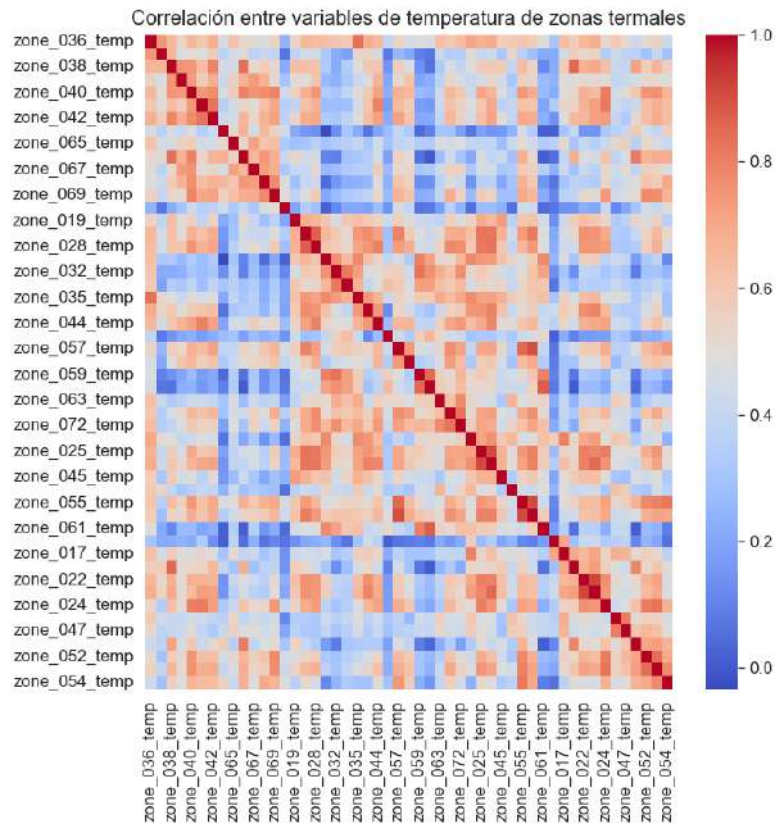 Correlación entre variables de temperatura de zonas termales
zone_036_temp
zone_038_temp
zone_040_temp
zone_042_temp
zone_065_temp
zone_067_temp
zone_069_temp
zone_019_temp
zone_028_temp
zone_032_temp
zone_035_temp
zone_044_temp
zone_057_temp
zone_059_temp
zone_063_temp
zone_072_temp
zone_025_temp
zone_045_temp
zone_055_temp
zone_061_temp
zone_017_temp
zone_022_temp
zone_024_temp
zone_047_temp
zone_052_temp
zone_054_temp
zone_036_temp
zone_038_temp
zone_040_temp
zone_042_temp
zone_065_temp
zone_067_temp
zone_069_temp
zone_019_temp
zone_028_temp
zone_032_temp
zone_035_temp
zone_044_temp
zone_057_temp
zone_059_temp
zone_063_temp
zone_072_temp
zone_025_temp
zone_045_temp
zone_055_temp
zone_061_temp
zone_017_temp
zone_022_temp
zone_024_temp
zone_047_temp
zone_052_temp
zone_054_temp
1.0
0.8
0.6
0.4
0.2
0.0